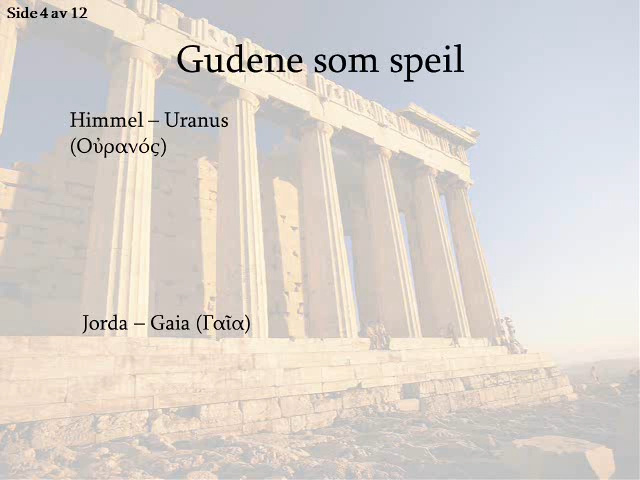 Side 4 av 12
Gudene som speil
Himmel – Uranus
(Οὐρανός)
Jorda – Gaia (Γαῖα)